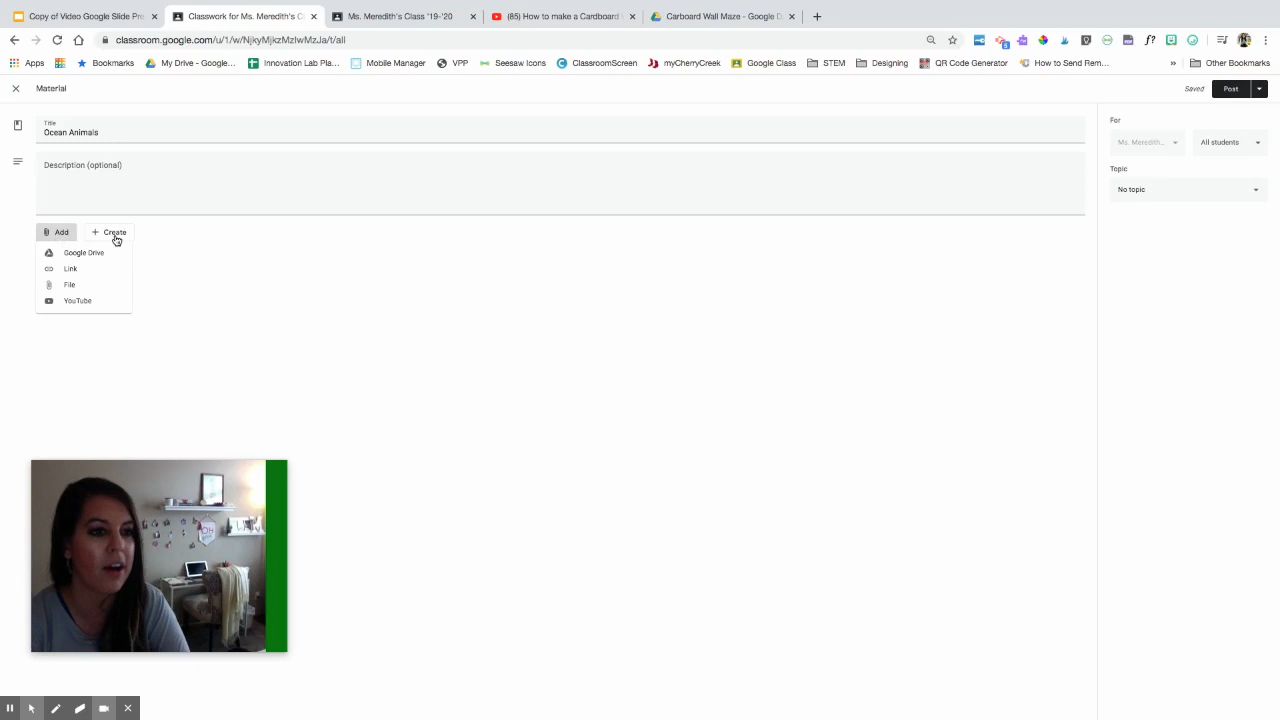 Copy of Video Google Slide Pre
Classwork for Ms. Meredith's C
Ms. Meredith's Class '19-'20
(85) How to make a Cardboard
Carboard Wall Maze - Google D
classroom.google.com/u/1/w/NjkyMjkzMzIwMzJa/t/all
Apps
Bookmarks
My Drive - Google...
Innovation Lab Pla...
Mobile Manager
VPP
Seesaw Icons
ClassroomScreen
myCherryCreek
Google Class
STEM
Designing
QR Code Generator
How to Send Rem...
»
Other Bookmarks
Material
Saved
Post
Title
Ocean Animals
Description (optional)
Add
Create
Google Drive
Link
File
YouTube
For
Ms. Meredith...
All students
Topic
No topic